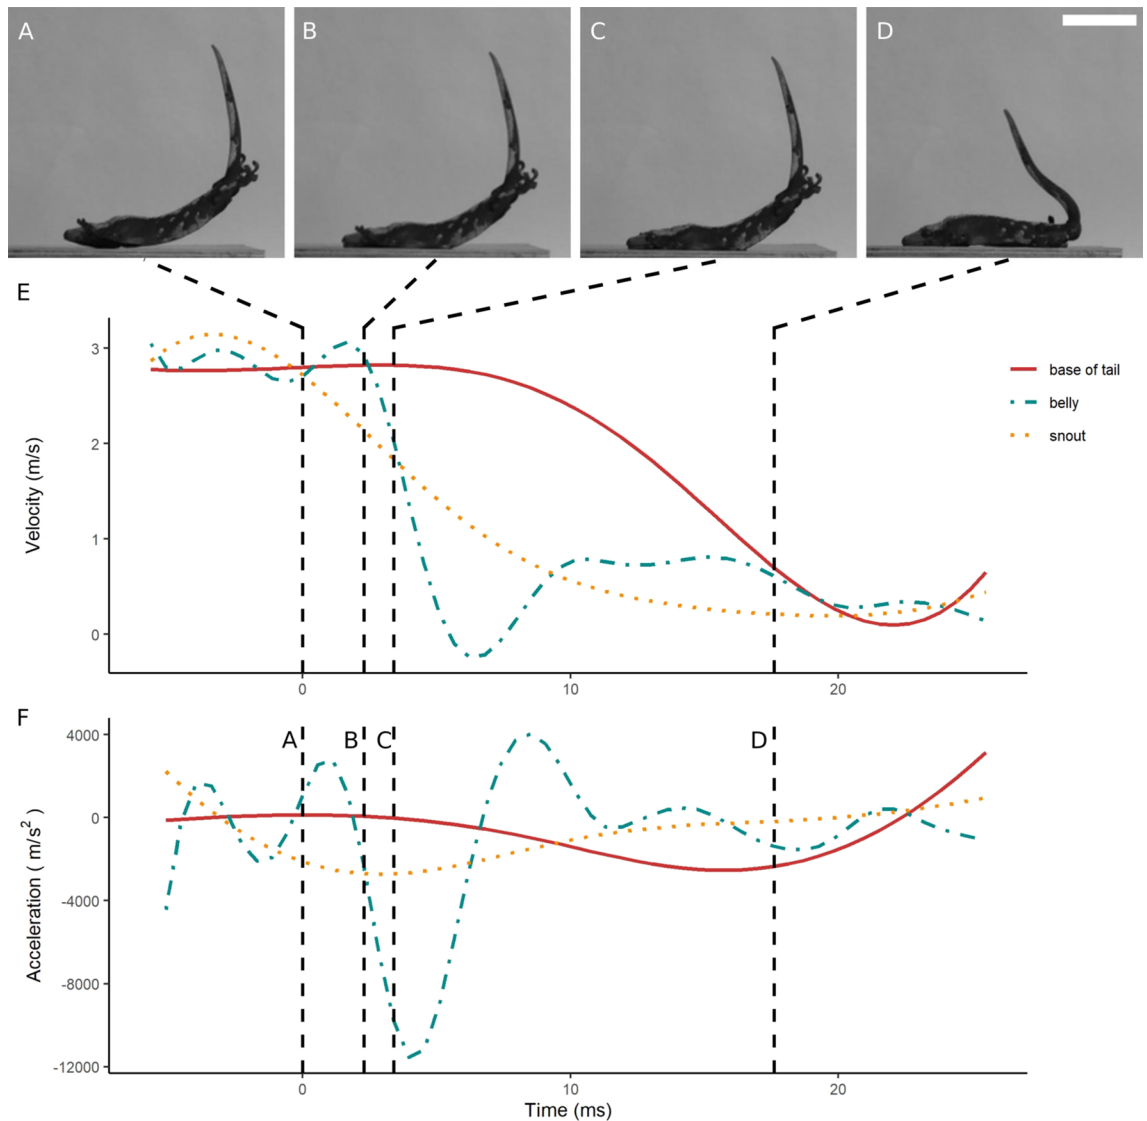 A
B
C
D
E
3
2
1
0
Velocity (m/s)
base of tail
belly
snout
0
10
20
F
A
B
C
D
4000
0
-4000
-8000
-12000
Acceleration ( m/s² )
0
10
20
Time (ms)